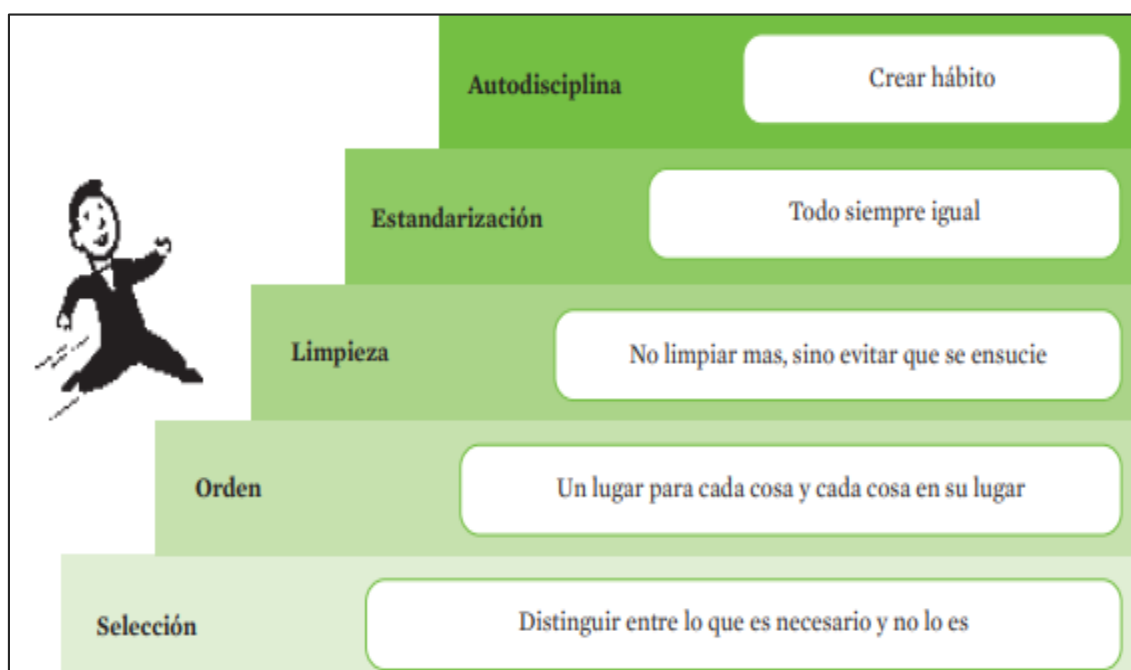 Autodisciplina
Crear hábito
Estandarización
Todo siempre igual
Limpieza
No limpiar mas, sino evitar que se ensucie
Orden
Un lugar para cada cosa y cada cosa en su lugar
Selección
Distinguir entre lo que es necesario y no lo es